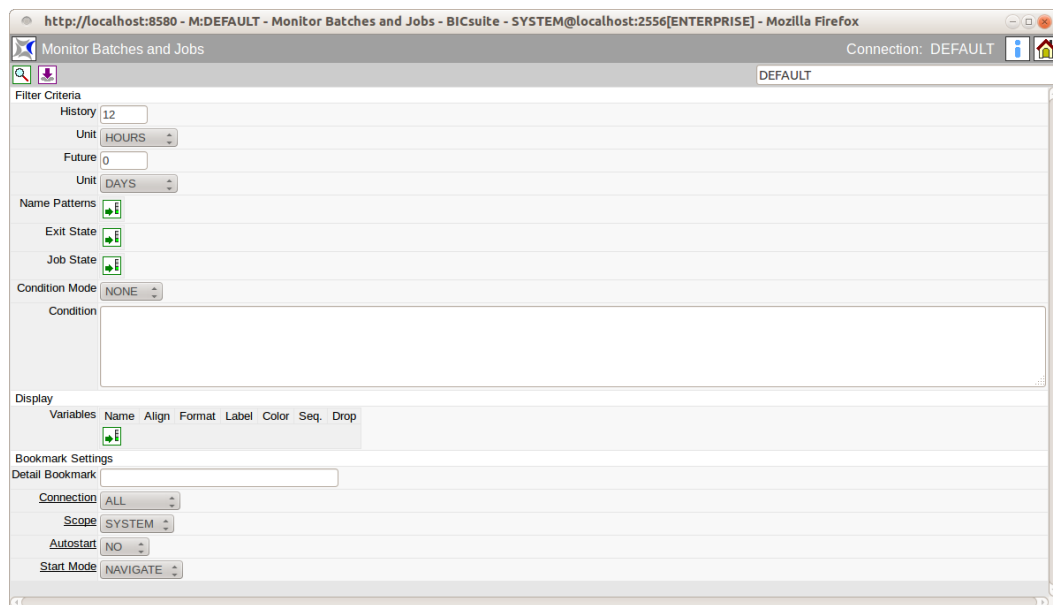 http://localhost:8580 - M:DEFAULT - Monitor Batches and Jobs - BICsuite - SYSTEM@localhost:2556[ENTERPRISE] - Mozilla Firefox
Monitor Batches and Jobs Connection: DEFAULT
DEFAULT
Filter Criteria
History 12
Unit HOURS
Future 0
Unit DAYS
Name Patterns
Exit State
Job State
Condition Mode NONE
Condition
Display
Variables Name Align Format Label Color Seq. Drop
Bookmark Settings
Detail Bookmark
Connection ALL
Scope SYSTEM
Autostart NO
Start Mode NAVIGATE